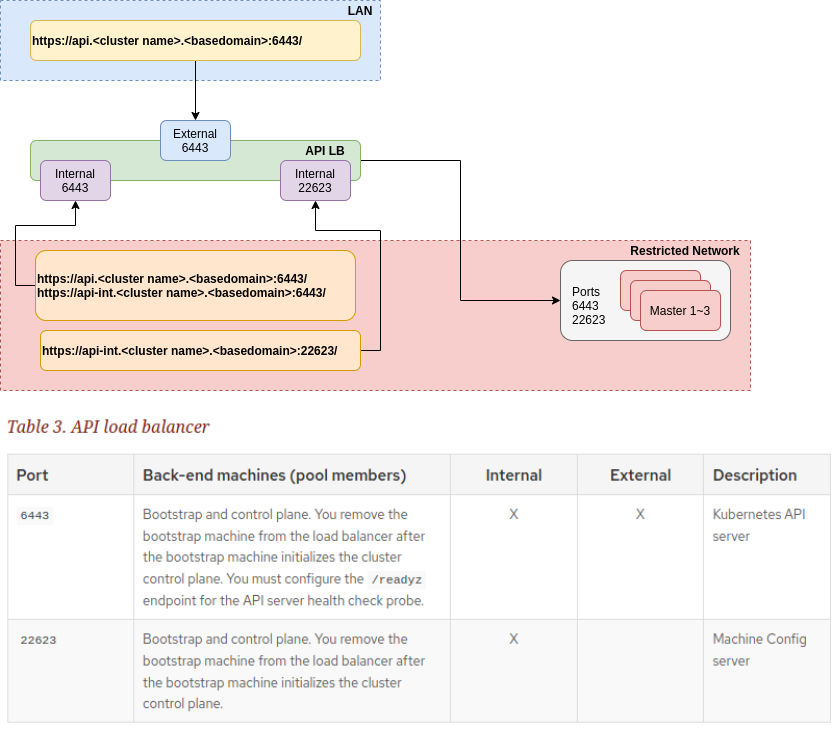 LAN
https://api.<cluster name>.<basedomain>:6443/
External
6443
API LB
Internal
6443
Internal
22623
Restricted Network
https://api.<cluster name>.<basedomain>:6443/
https://api-int.<cluster name>.<basedomain>:6443/
Ports
6443
22623
Master 1~3
https://api-int.<cluster name>.<basedomain>:22623/
Table 3. API load balancer
Port Back-end machines (pool members) Internal External Description
6443 Bootstrap and control plane. You remove the X X Kubernetes API
bootstrap machine from the load balancer after server
the bootstrap machine initializes the cluster
control plane. You must configure the /readyz
endpoint for the API server health check probe.
22623 Bootstrap and control plane. You remove the X Machine Config
bootstrap machine from the load balancer after server
the bootstrap machine initializes the cluster
control plane.